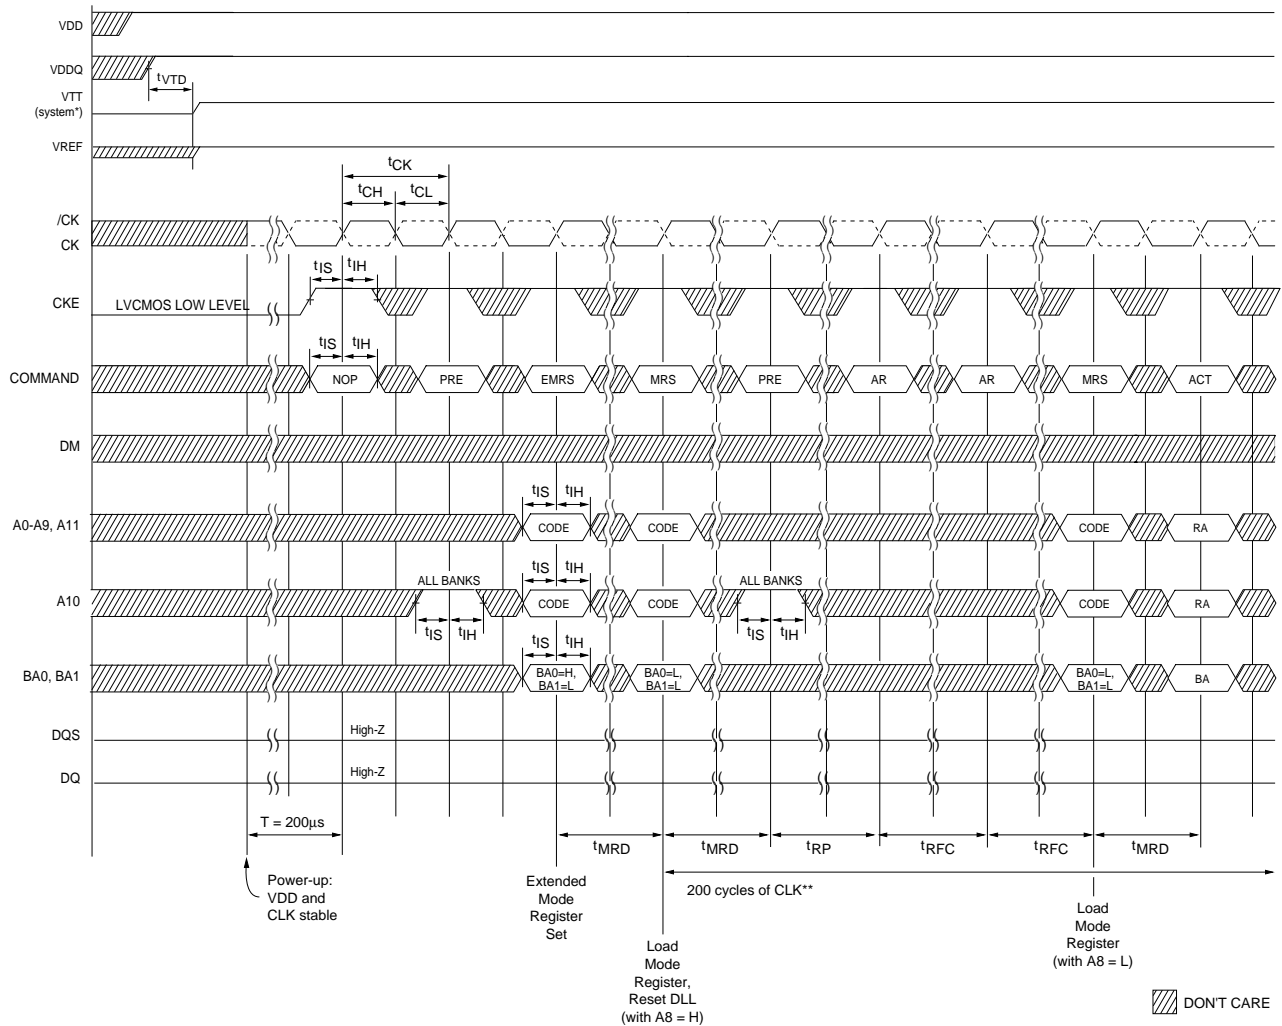 VDD
VDDQ
tVTD
VTT
(system*)
VREF
tCK
tCH tCL
/CK
CK
tIS tIH
CKE
LVCMOS LOW LEVEL
tIS tIH
COMMAND NOP PRE EMRS MRS PRE AR AR MRS ACT
DM
tIS tIH
A0-A9, A11 CODE CODE CODE RA
ALL BANKS tIS tIH ALL BANKS
A10 CODE CODE CODE RA
tIS tIH tIS tIH
tIS tIH
BA0, BA1 BA0=H, BA0=L, BA0=L, BA
BA1=L BA1=L BA1=L
DQS High-Z
DQ High-Z
T = 200µs
tMRD tMRD tRP tRFC tRFC tMRD
Power-up:
VDD and
CLK stable
Extended
Mode
Register
Set
200 cycles of CLK**
Load
Mode
Register,
Reset DLL
(with A8 = H)
Load
Mode
Register
(with A8 = L)
DON'T CARE